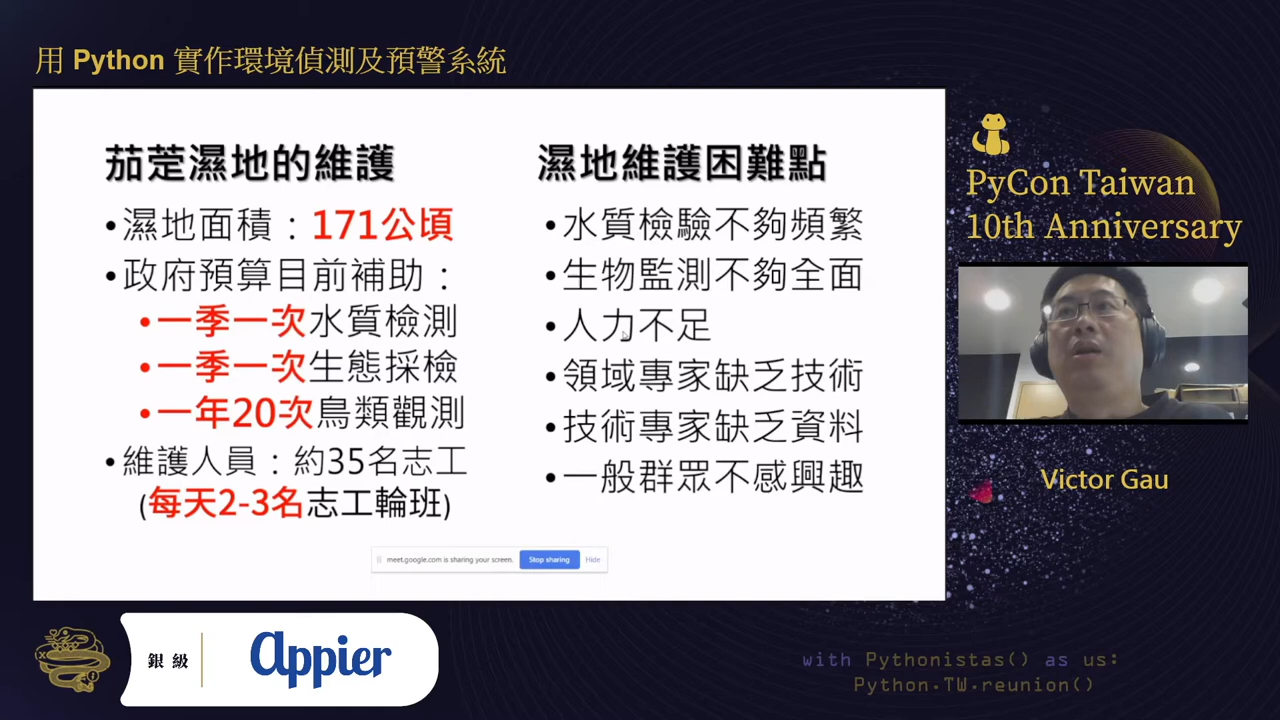 用 Python 實作環境偵測及預警系統
茄萣濕地的維護
•濕地面積：171公頃
•政府預算目前補助：
•一季一次水質檢測
•一季一次生態採檢
•一年20次鳥類觀測
•維護人員：約35名志工
(每天2-3名志工輪班)
濕地維護困難點
•水質檢驗不夠頻繁
•生物監測不夠全面
•人力不足
•領域專家缺乏技術
•技術專家缺乏資料
•一般群眾不感興趣
meet.google.com is sharing your screen.
Stop sharing
Hide
PyCon Taiwan
10th Anniversary
Victor Gau
銀級
Appier
with Pythonistas() as us:
Python.TW.reunion()